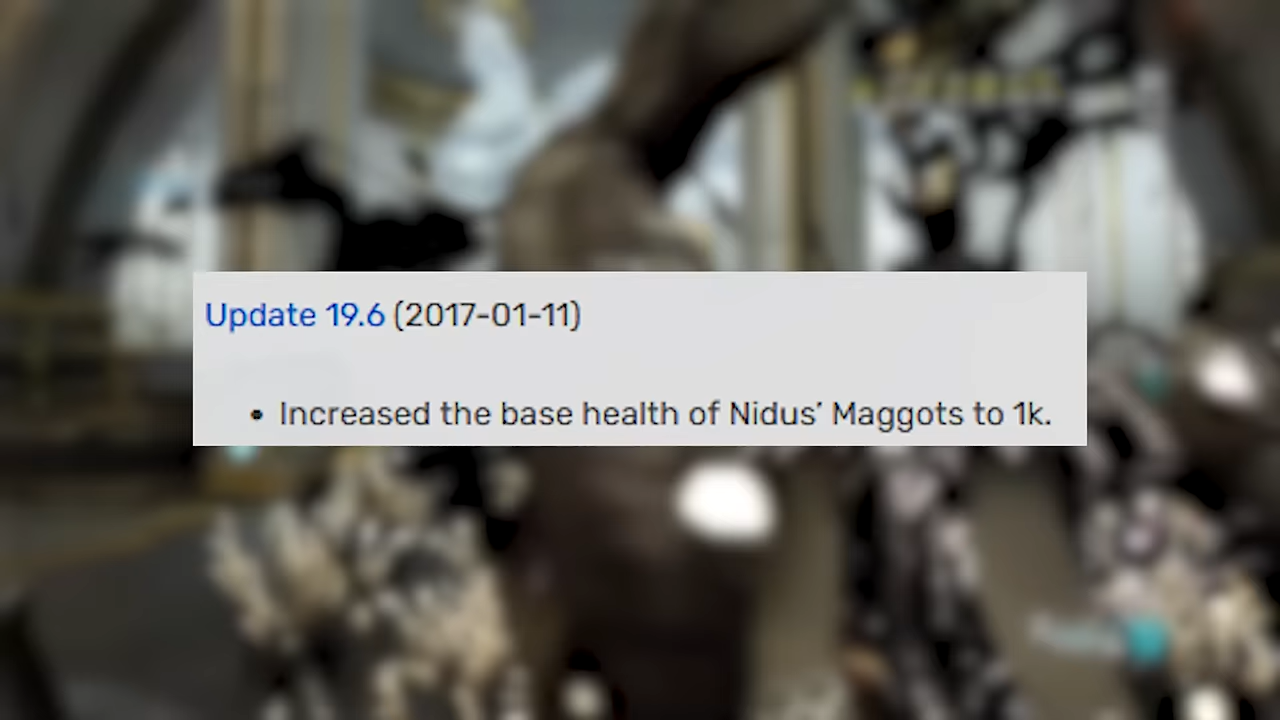 Update 19.6 (2017-01-11)
• Increased the base health of Nidus’ Maggots to 1k.